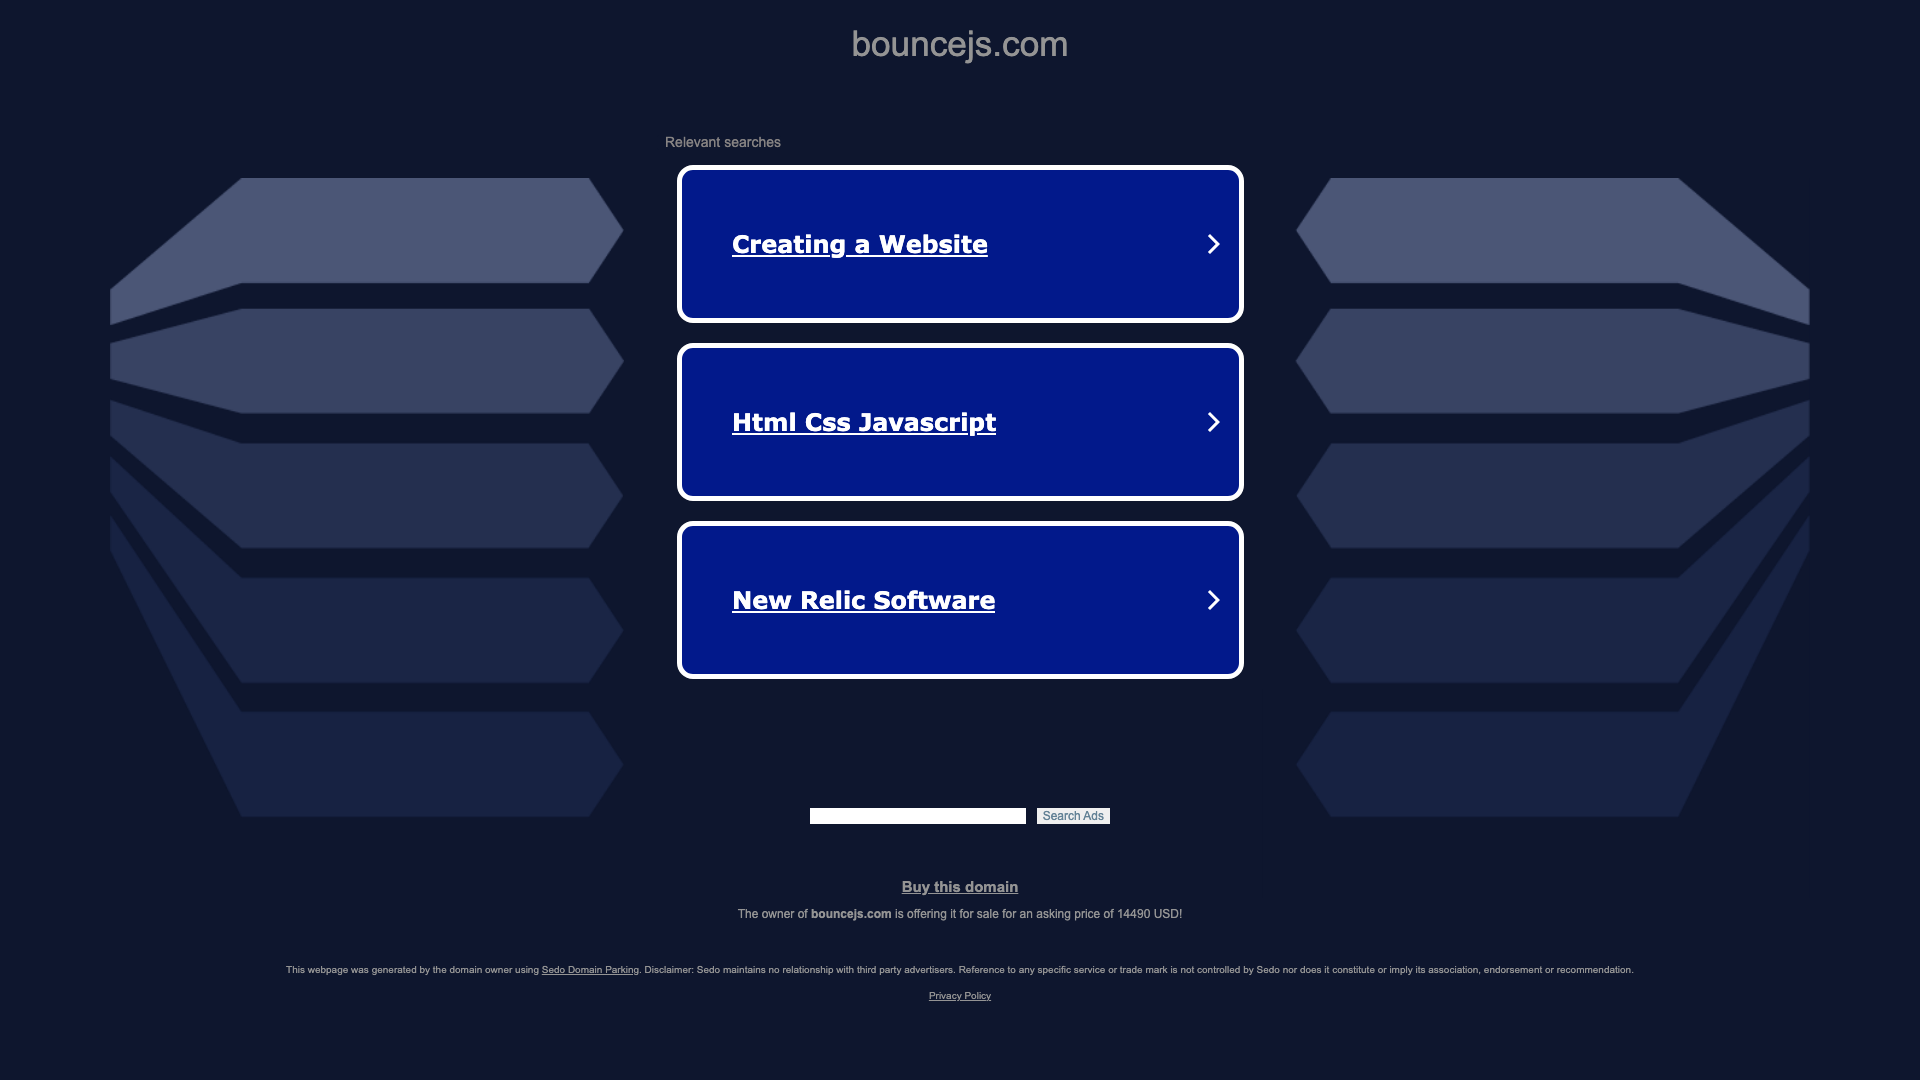 bouncejs.com
Relevant searches
Creating a Website
Html Css Javascript
New Relic Software
Search Ads
Buy this domain
The owner of bouncejs.com is offering it for sale for an asking price of 14490 USD!
This webpage was generated by the domain owner using Sedo Domain Parking. Disclaimer: Sedo maintains no relationship with third party advertisers. Reference to any specific service or trade mark is not controlled by Sedo nor does it constitute or imply its association, endorsement or recommendation.
Privacy Policy